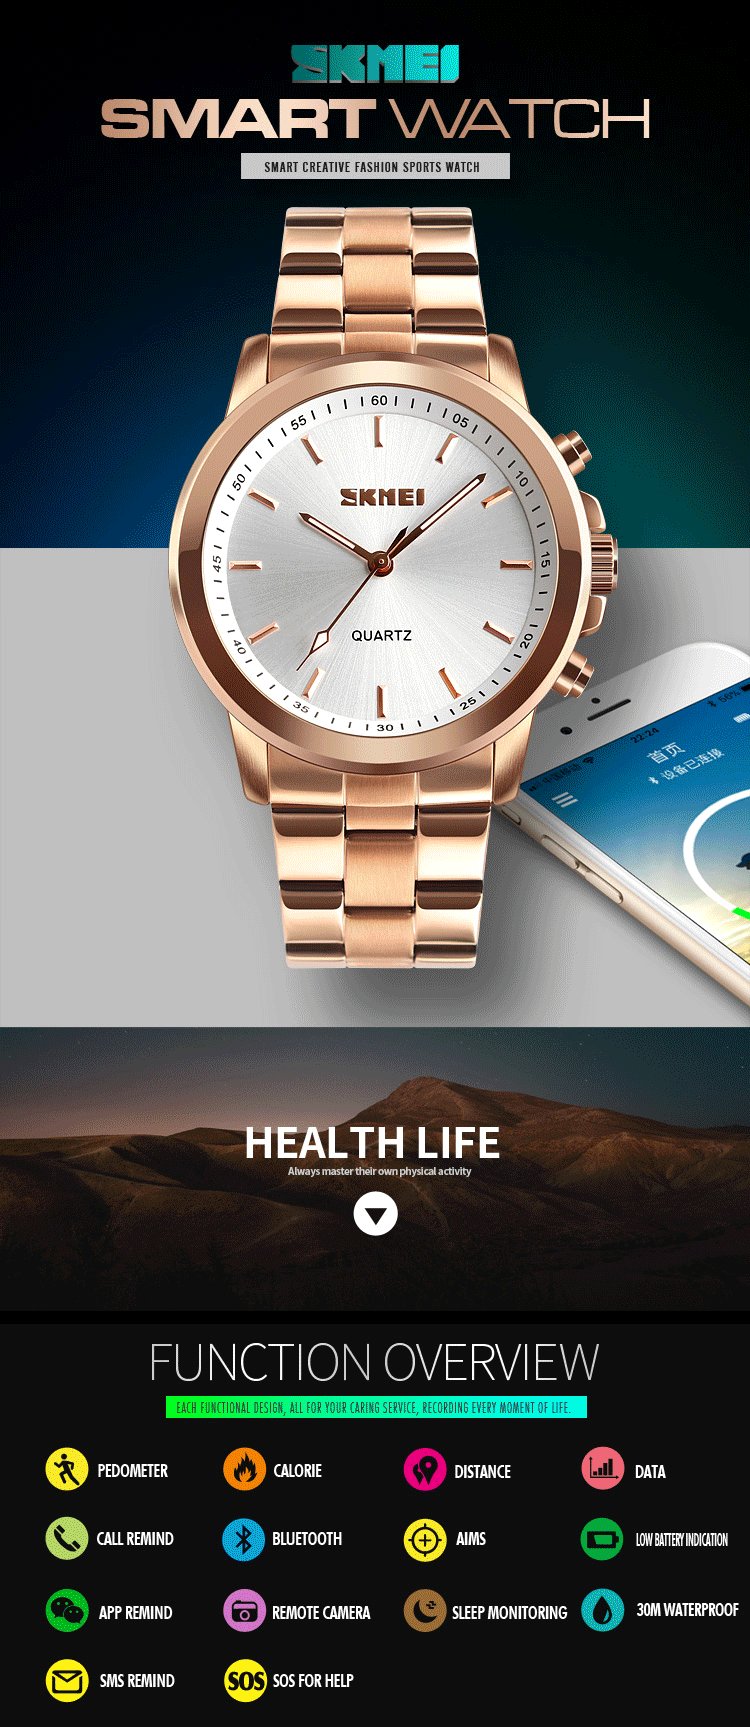 SKMEI
SMART WATCH
SMART CREATIVE FASHION SPORTS WATCH
60
55
05
50
10
SKMEI
45
15
QUARTZ
40
20
35
25
30
22:24
56%
首页
设备已连接
HEALTH LIFE
Always master their own physical activity
FUNCTION OVERVIEW
EACH FUNCTIONAL DESIGN, ALL FOR YOUR CARING SERVICE, RECORDING EVERY MOMENT OF LIFE.
PEDOMETER
CALORIE
DISTANCE
DATA
CALL REMIND
BLUETOOTH
AIMS
LOW BATTERY INDICATION
APP REMIND
REMOTE CAMERA
SLEEP MONITORING
30M WATERPROOF
SMS REMIND
SOS
SOS FOR HELP